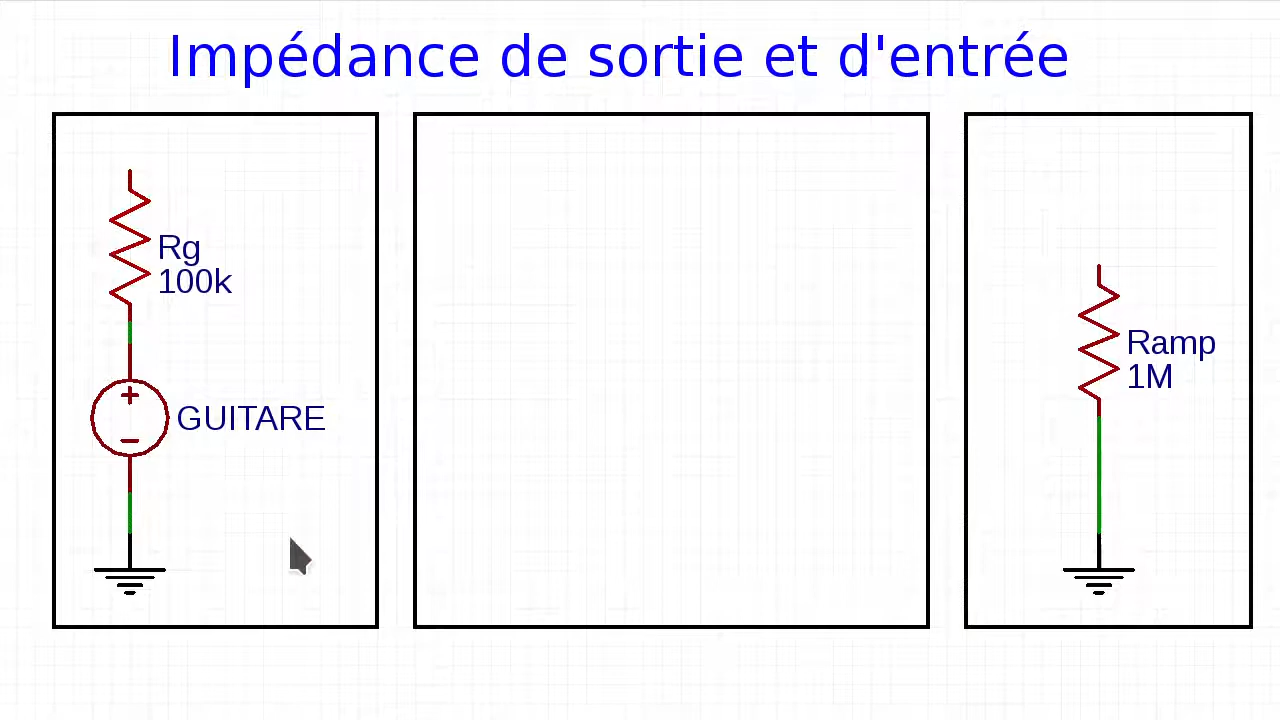 Impédance de sortie et d'entrée
Rg
100k
GUITARE
Ramp
1M